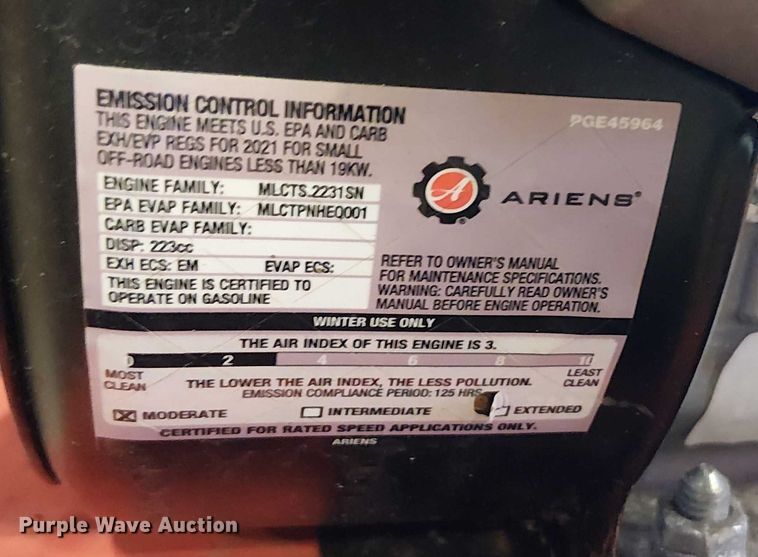 EMISSION CONTROL INFORMATION
THIS ENGINE MEETS U.S. EPA AND CARB
EXH/EVP REGS FOR 2021 FOR SMALL
OFF-ROAD ENGINES LESS THAN 19KW.
PGE45964
ENGINE FAMILY: MLCTS.2231SN
EPA EVAP FAMILY: MLCTPNHEQ001
CARB EVAP FAMILY:
DISP: 223cc
EXH ECS: EM EVAP ECS:
THIS ENGINE IS CERTIFIED TO
OPERATE ON GASOLINE
A ARIENS®
REFER TO OWNER'S MANUAL
FOR MAINTENANCE SPECIFICATIONS.
WARNING: CAREFULLY READ OWNER'S
MANUAL BEFORE ENGINE OPERATION.
WINTER USE ONLY
THE AIR INDEX OF THIS ENGINE IS 3.
0 2 4 6 8 10
MOST
CLEAN
LEAST
CLEAN
THE LOWER THE AIR INDEX, THE LESS POLLUTION.
EMISSION COMPLIANCE PERIOD: 125 HRS
MODERATE INTERMEDIATE EXTENDED
CERTIFIED FOR RATED SPEED APPLICATIONS ONLY.
ARIENS
Purple Wave Auction